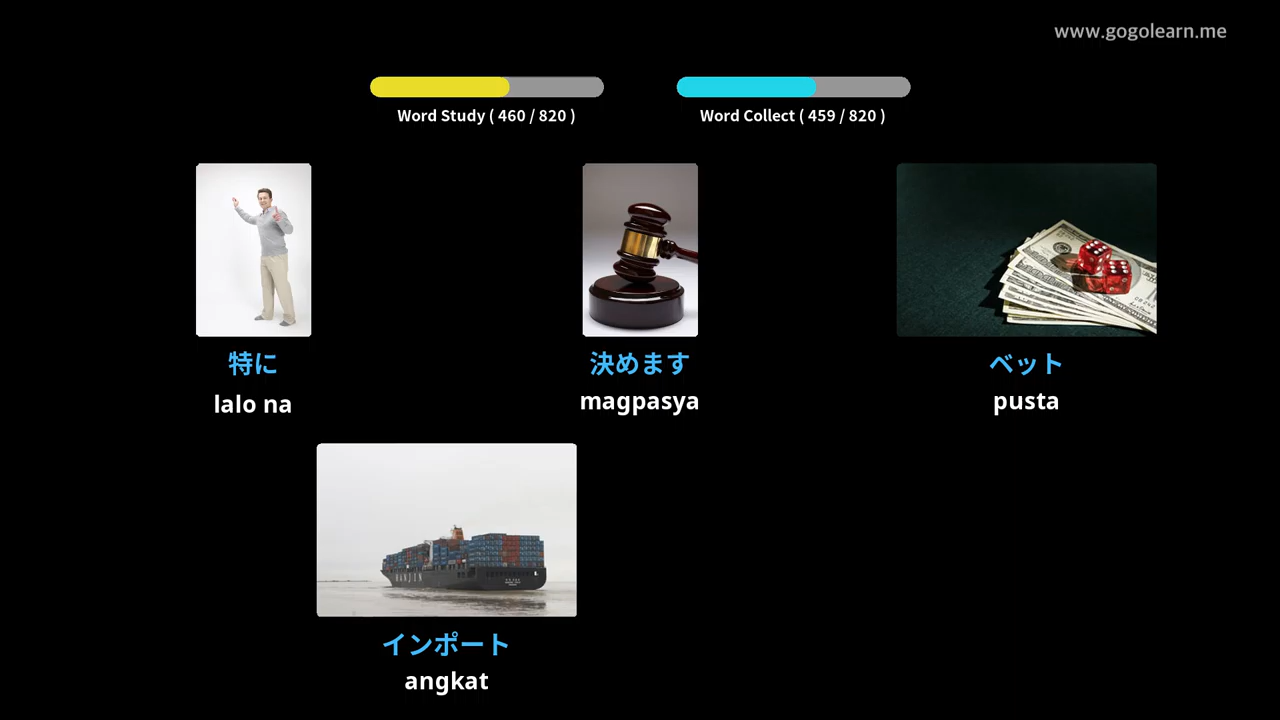 www.gogolearn.me
Word Study ( 460 / 820 )
Word Collect ( 459 / 820 )
特に
lalo na
決めます
magpasya
ベット
pusta
HANJIN
インポート
angkat